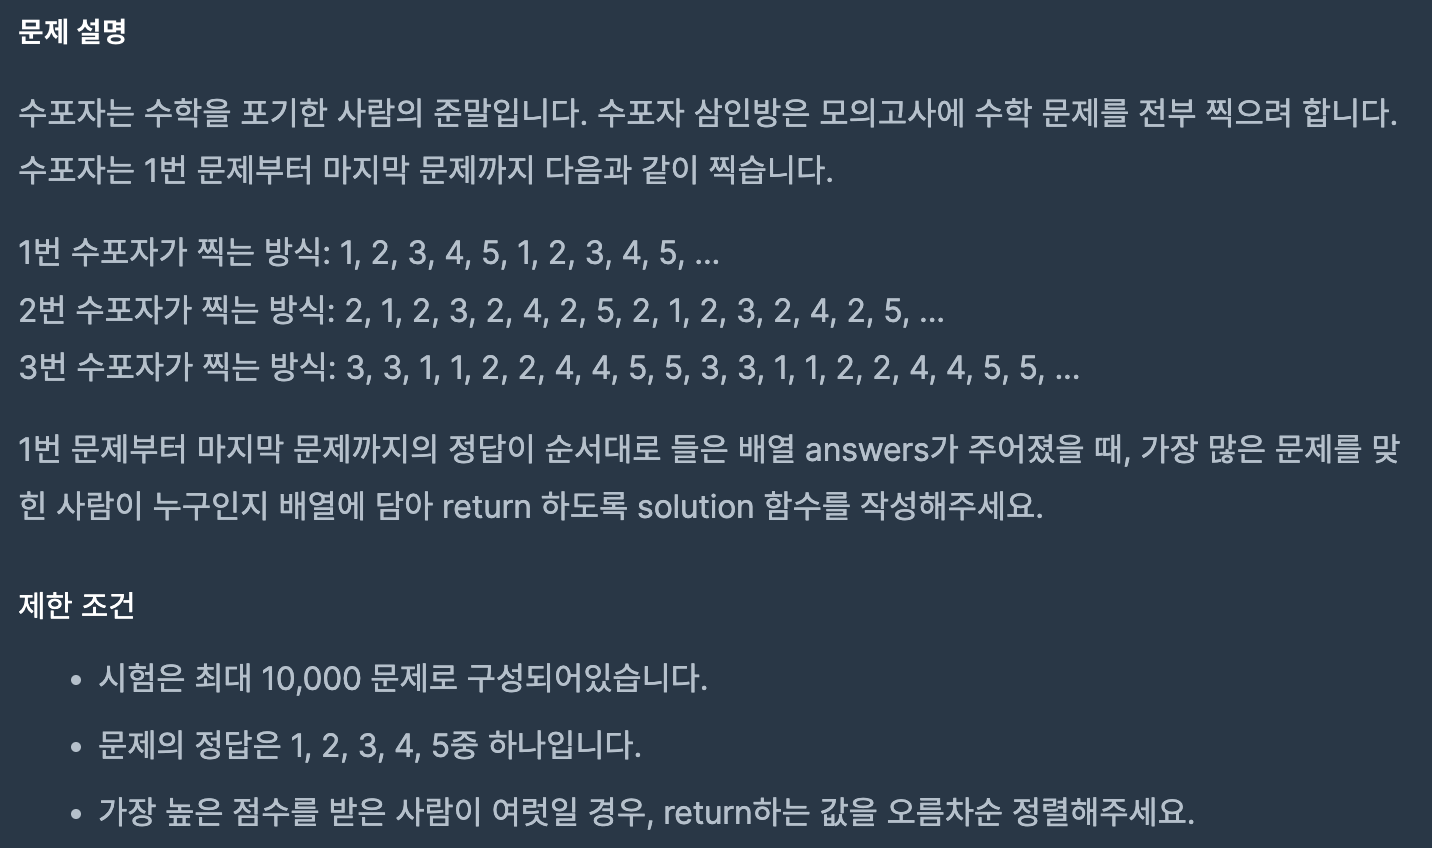 문제 설명
수포자는 수학을 포기한 사람의 준말입니다. 수포자 삼인방은 모의고사에 수학 문제를 전부 찍으려 합니다.
수포자는 1번 문제부터 마지막 문제까지 다음과 같이 찍습니다.
1번 수포자가 찍는 방식: 1, 2, 3, 4, 5, 1, 2, 3, 4, 5, ...
2번 수포자가 찍는 방식: 2, 1, 2, 3, 2, 4, 2, 5, 2, 1, 2, 3, 2, 4, 2, 5, ...
3번 수포자가 찍는 방식: 3, 3, 1, 1, 2, 2, 4, 4, 5, 5, 3, 3, 1, 1, 2, 2, 4, 4, 5, 5, ...
1번 문제부터 마지막 문제까지의 정답이 순서대로 들은 배열 answers가 주어졌을 때, 가장 많은 문제를 맞
힌 사람이 누구인지 배열에 담아 return 하도록 solution 함수를 작성해주세요.
제한 조건
• 시험은 최대 10,000 문제로 구성되어있습니다.
• 문제의 정답은 1, 2, 3, 4, 5중 하나입니다.
• 가장 높은 점수를 받은 사람이 여럿일 경우, return하는 값을 오름차순 정렬해주세요.